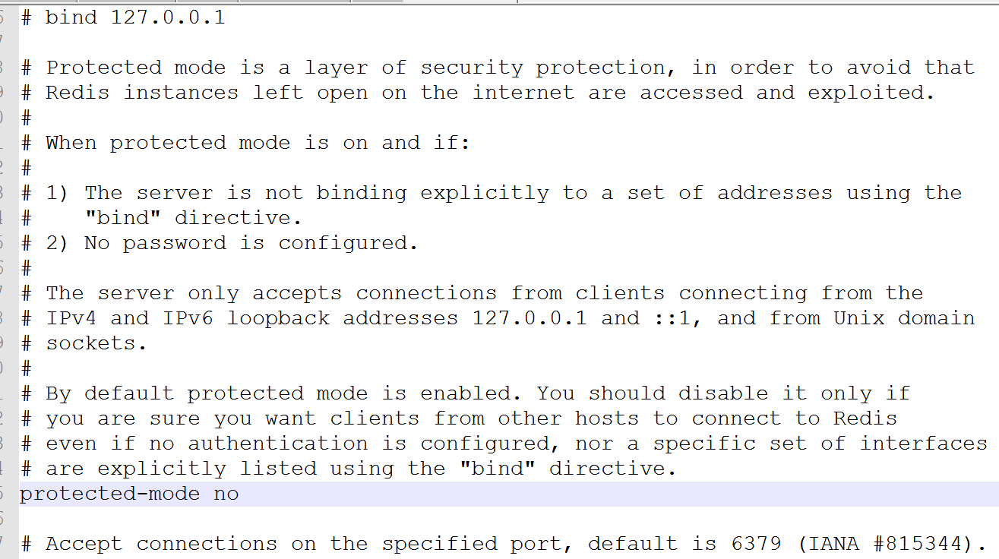 # bind 127.0.0.1
# Protected mode is a layer of security protection, in order to avoid that
# Redis instances left open on the internet are accessed and exploited.
#
# When protected mode is on and if:
#
# 1) The server is not binding explicitly to a set of addresses using the
#    "bind" directive.
# 2) No password is configured.
#
# The server only accepts connections from clients connecting from the
# IPv4 and IPv6 loopback addresses 127.0.0.1 and ::1, and from Unix domain
# sockets.
#
# By default protected mode is enabled. You should disable it only if
# you are sure you want clients from other hosts to connect to Redis
# even if no authentication is configured, nor a specific set of interfaces
# are explicitly listed using the "bind" directive.
protected-mode no
# Accept connections on the specified port, default is 6379 (IANA #815344).